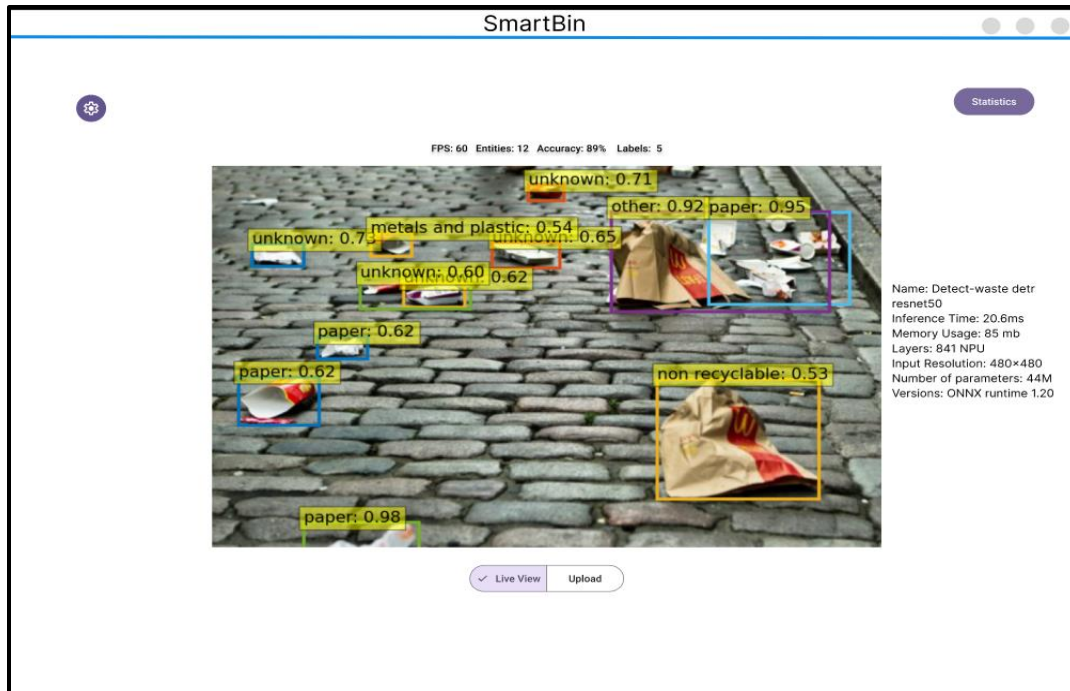 SmartBin
Statistics
FPS: 60 Entities: 12 Accuracy: 89% Labels: 5
unknown: 0.71
other: 0.92
paper: 0.95
metals and plastic: 0.54
unknown: 0.73
unknown: 0.65
unknown: 0.60
unknown: 0.62
paper: 0.62
paper: 0.62
non recyclable: 0.53
paper: 0.98
Name: Detect-waste detr
resnet50
Inference Time: 20.6ms
Memory Usage: 85 mb
Layers: 841 NPU
Input Resolution: 480×480
Number of parameters: 44M
Versions: ONNX runtime 1.20
Live View
Upload